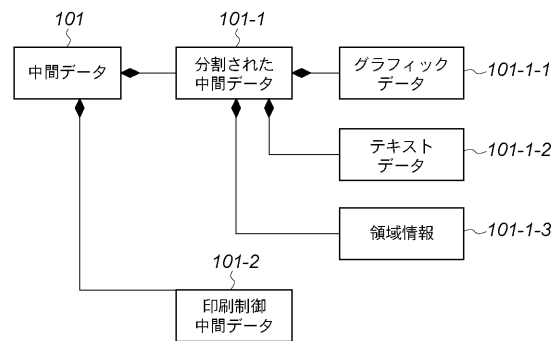 101
中間データ
101-1
分割された
中間データ
グラフィック
データ
101-1-1
テキスト
データ
101-1-2
領域情報
101-1-3
101-2
印刷制御
中間データ